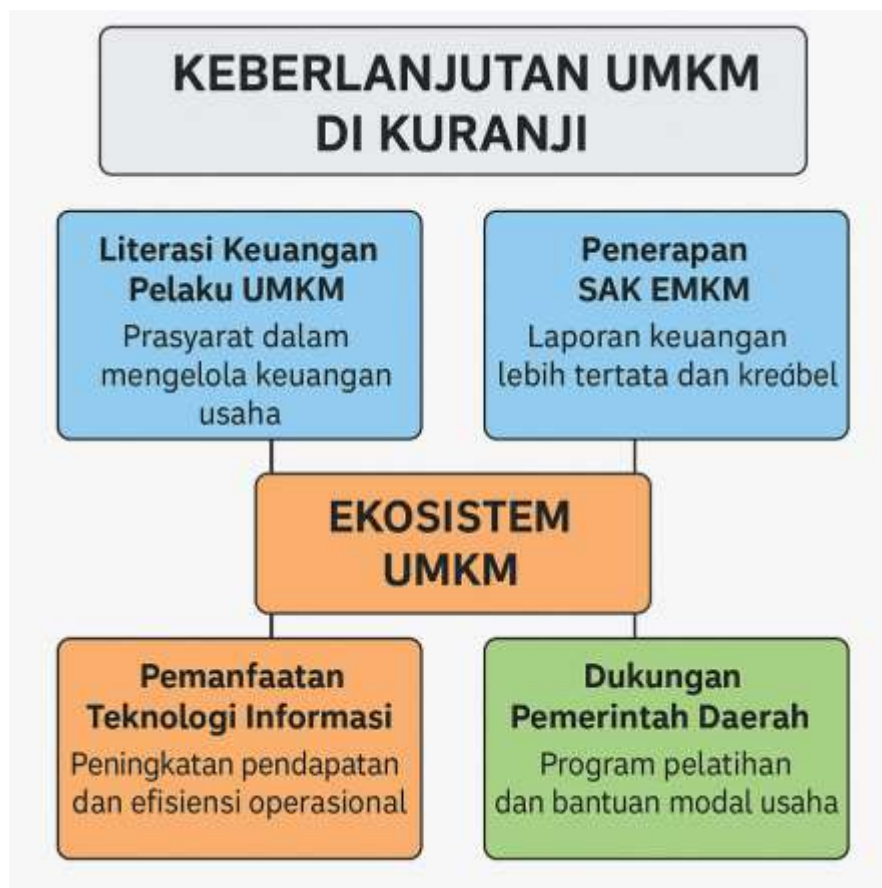 KEBERLANJUTAN UMKM
DI KURANJI
Literasi Keuangan
Pelaku UMKM
Prasyarat dalam
mengelola keuangan
usaha
Penerapan
SAK EMKM
Laporan keuangan
lebih tertata dan kreábel
EKOSISTEM
UMKM
Pemanfaatan
Teknologi Informasi
Peningkatan pendapatan
dan efisiensi operasional
Dukungan
Pemerintah Daerah
Program pelatihan
dan bantuan modal usaha